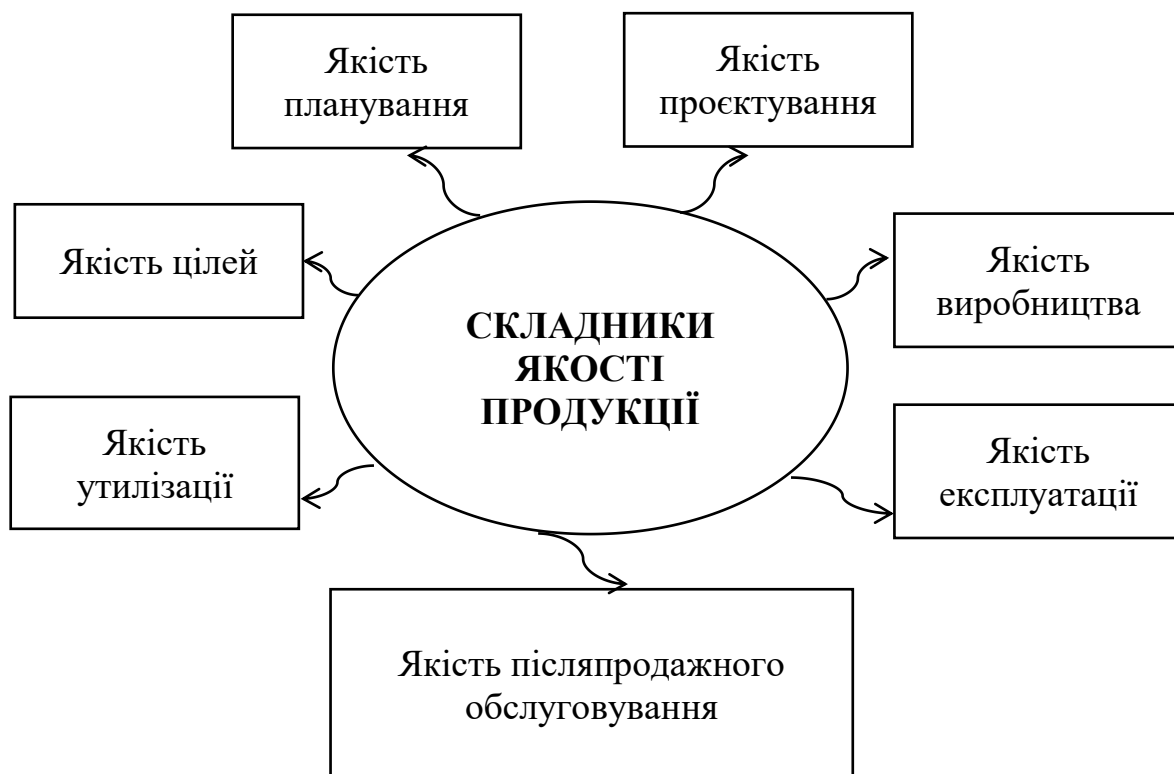 Якість
планування
Якість
проєктування
Якість цілей
Якість
виробництва
СКЛАДНИКИ
ЯКОСТІ
ПРОДУКЦІЇ
Якість
утилізації
Якість
експлуатації
Якість післяпродажного
обслуговування